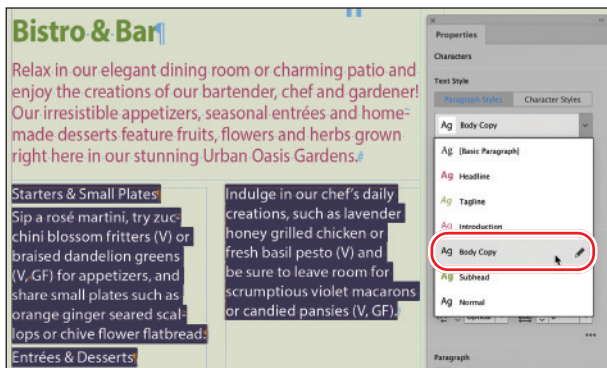 Bistro & Bar
Relax in our elegant dining room or charming patio and
enjoy the creations of our bartender, chef and gardener!
Our irresistible appetizers, seasonal entrées and home-
made desserts feature fruits, flowers and herbs grown
right here in our stunning Urban Oasis Gardens.
Starters & Small Plates
Sip a rosé martini, try zuc-
chini blossom fritters (V) or
braised dandelion greens
(V, GF) for appetizers, and
share small plates such as
orange ginger seared scal-
lops or chive flower flatbread.
Entrées & Desserts
Indulge in our chef's daily
creations, such as lavender
honey grilled chicken or
fresh basil pesto (V) and
be sure to leave room for
scrumptious violet macarons
or candied pansies (V, GF).
Properties
Characters
Text Style
Paragraph Styles Character Styles
Ag Body Copy
Ag [Basic Paragraph]
Ag Headline
Ag Tagline
Ag Introduction
Ag Body Copy
Ag Subhead
Ag Normal
Paragraph